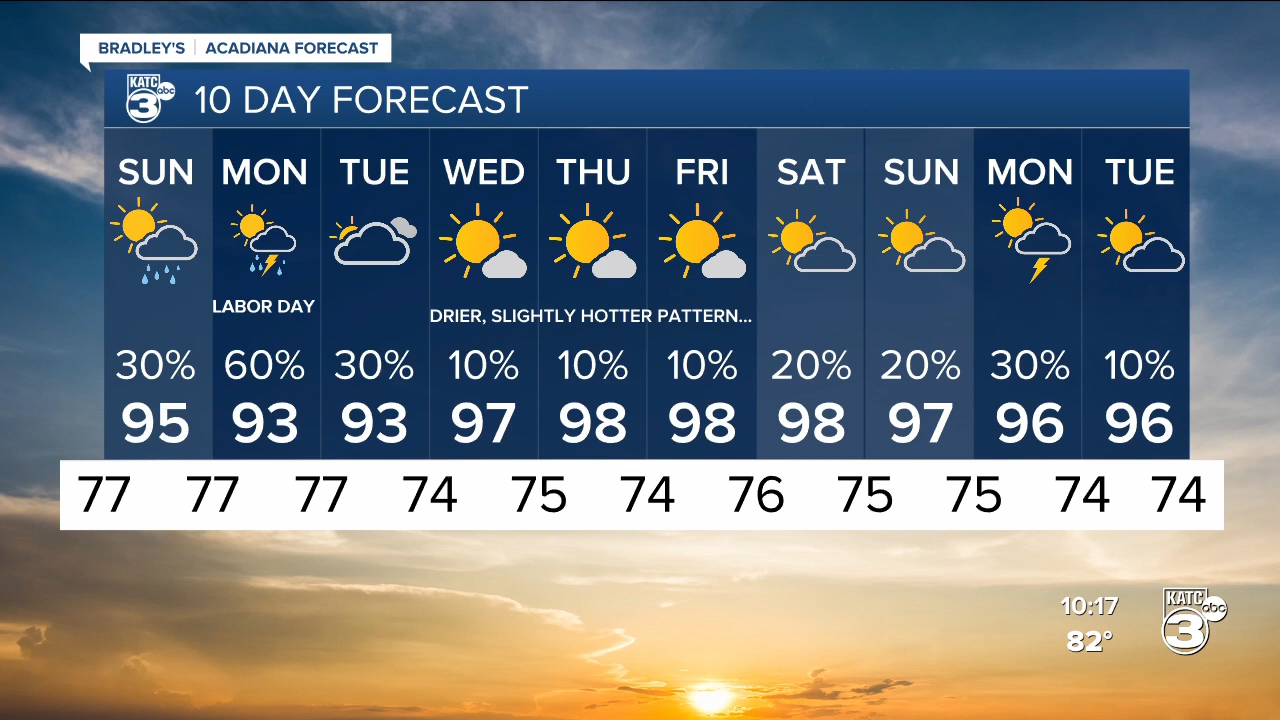 BRADLEY'S | ACADIANA FORECAST
KATC 3 abc 10 DAY FORECAST
SUN MON TUE WED THU FRI SAT SUN MON TUE
LABOR DAY
DRIER, SLIGHTLY HOTTER PATTERN...
30% 60% 30% 10% 10% 10% 20% 20% 30% 10%
95 93 93 97 98 98 98 97 96 96
77 77 77 74 75 74 76 75 75 74 74
10:17
82°
KATC 3 abc